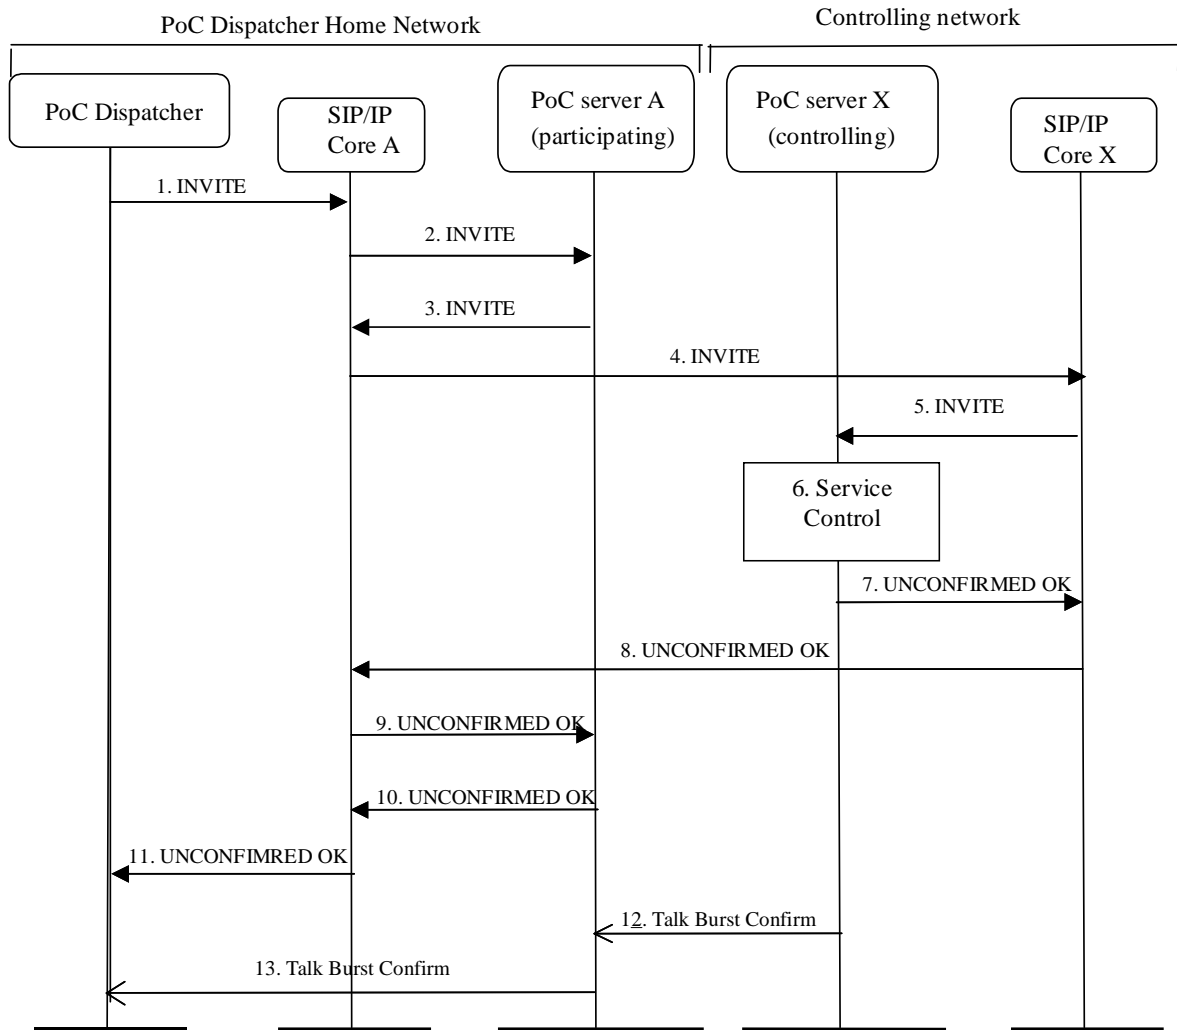 PoC Dispatcher Home Network
Controlling network
PoC Dispatcher
SIP/IP
Core A
PoC server A
(participating)
PoC server X
(controlling)
SIP/IP
Core X
1. INVITE
2. INVITE
3. INVITE
4. INVITE
5. INVITE
6. Service
Control
7. UNCONFIRMED OK
8. UNCONFIRMED OK
9. UNCONFIRMED OK
10. UNCONFIRMED OK
11. UNCONFIMRED OK
12. Talk Burst Confirm
13. Talk Burst Confirm